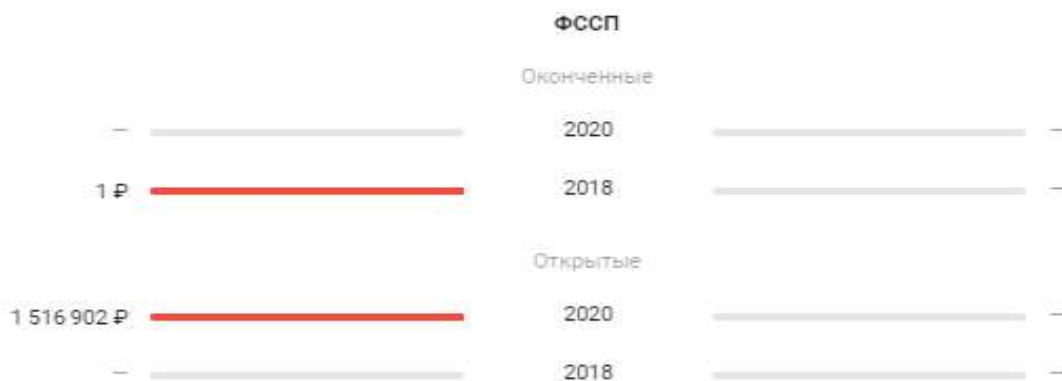 ФССП
Оконченные
— 2020 —
1 ₽ 2018 —
Открытые
1 516 902 ₽ 2020 —
— 2018 —